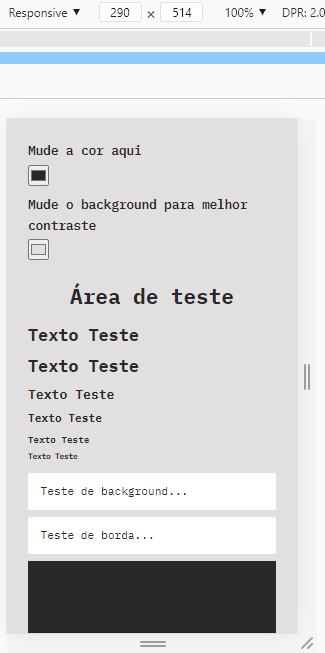 Responsive ▼ 290 × 514 100% ▼ DPR: 2.0
Mude a cor aqui
Mude o background para melhor
contraste
Área de teste
Texto Teste
Texto Teste
Texto Teste
Texto Teste
Texto Teste
Texto Teste
Teste de background...
Teste de borda...